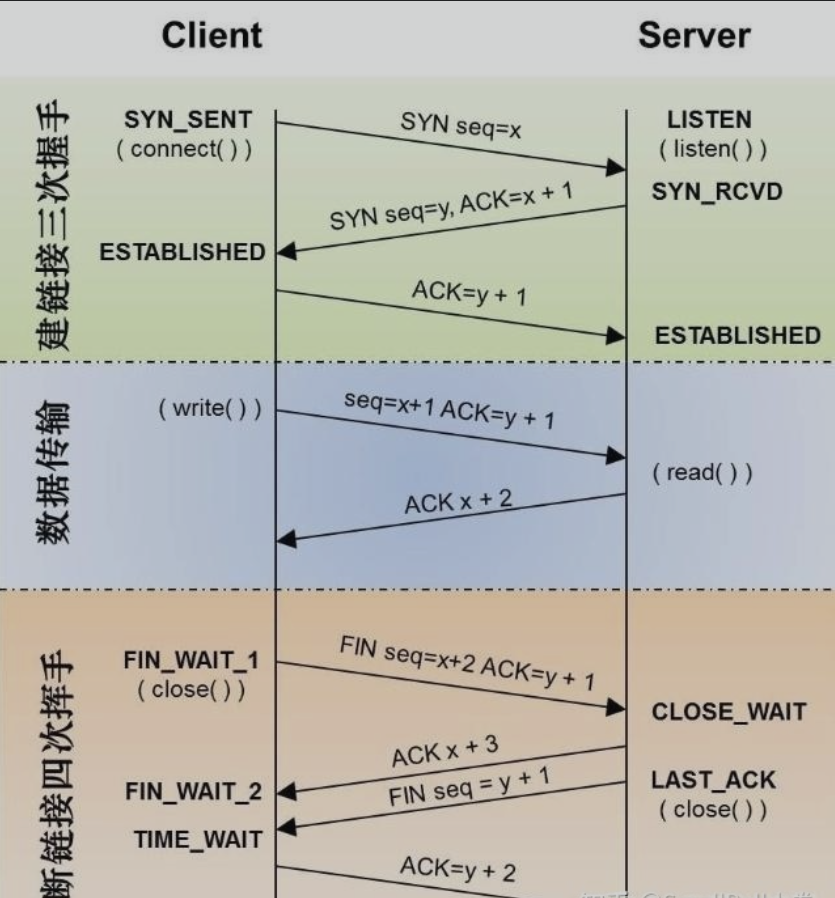 Client
Server
建链接三次握手
SYN_SENT
( connect( ) )
SYN seq=x
LISTEN
( listen( ) )
SYN_RCVD
SYN seq=y, ACK=x + 1
ESTABLISHED
ACK=y + 1
ESTABLISHED
数据传输
( write( ) )
seq=x+1 ACK=y + 1
( read( ) )
ACK x + 2
断链接四次挥手
FIN_WAIT_1
( close( ) )
FIN seq=x+2 ACK=y + 1
CLOSE_WAIT
ACK x + 3
FIN_WAIT_2
FIN seq = y + 1
LAST_ACK
( close( ) )
TIME_WAIT
ACK=y + 2